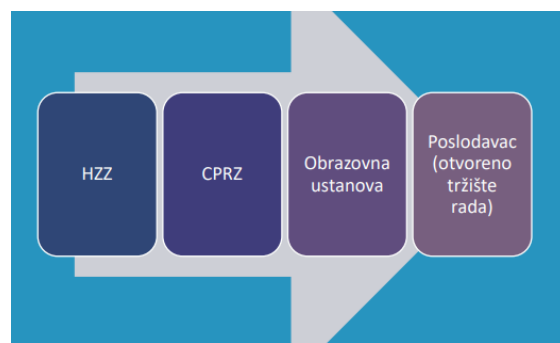 HZZ
CPRZ
Obrazovna
ustanova
Poslodavac
(otvoreno
tržište
rada)